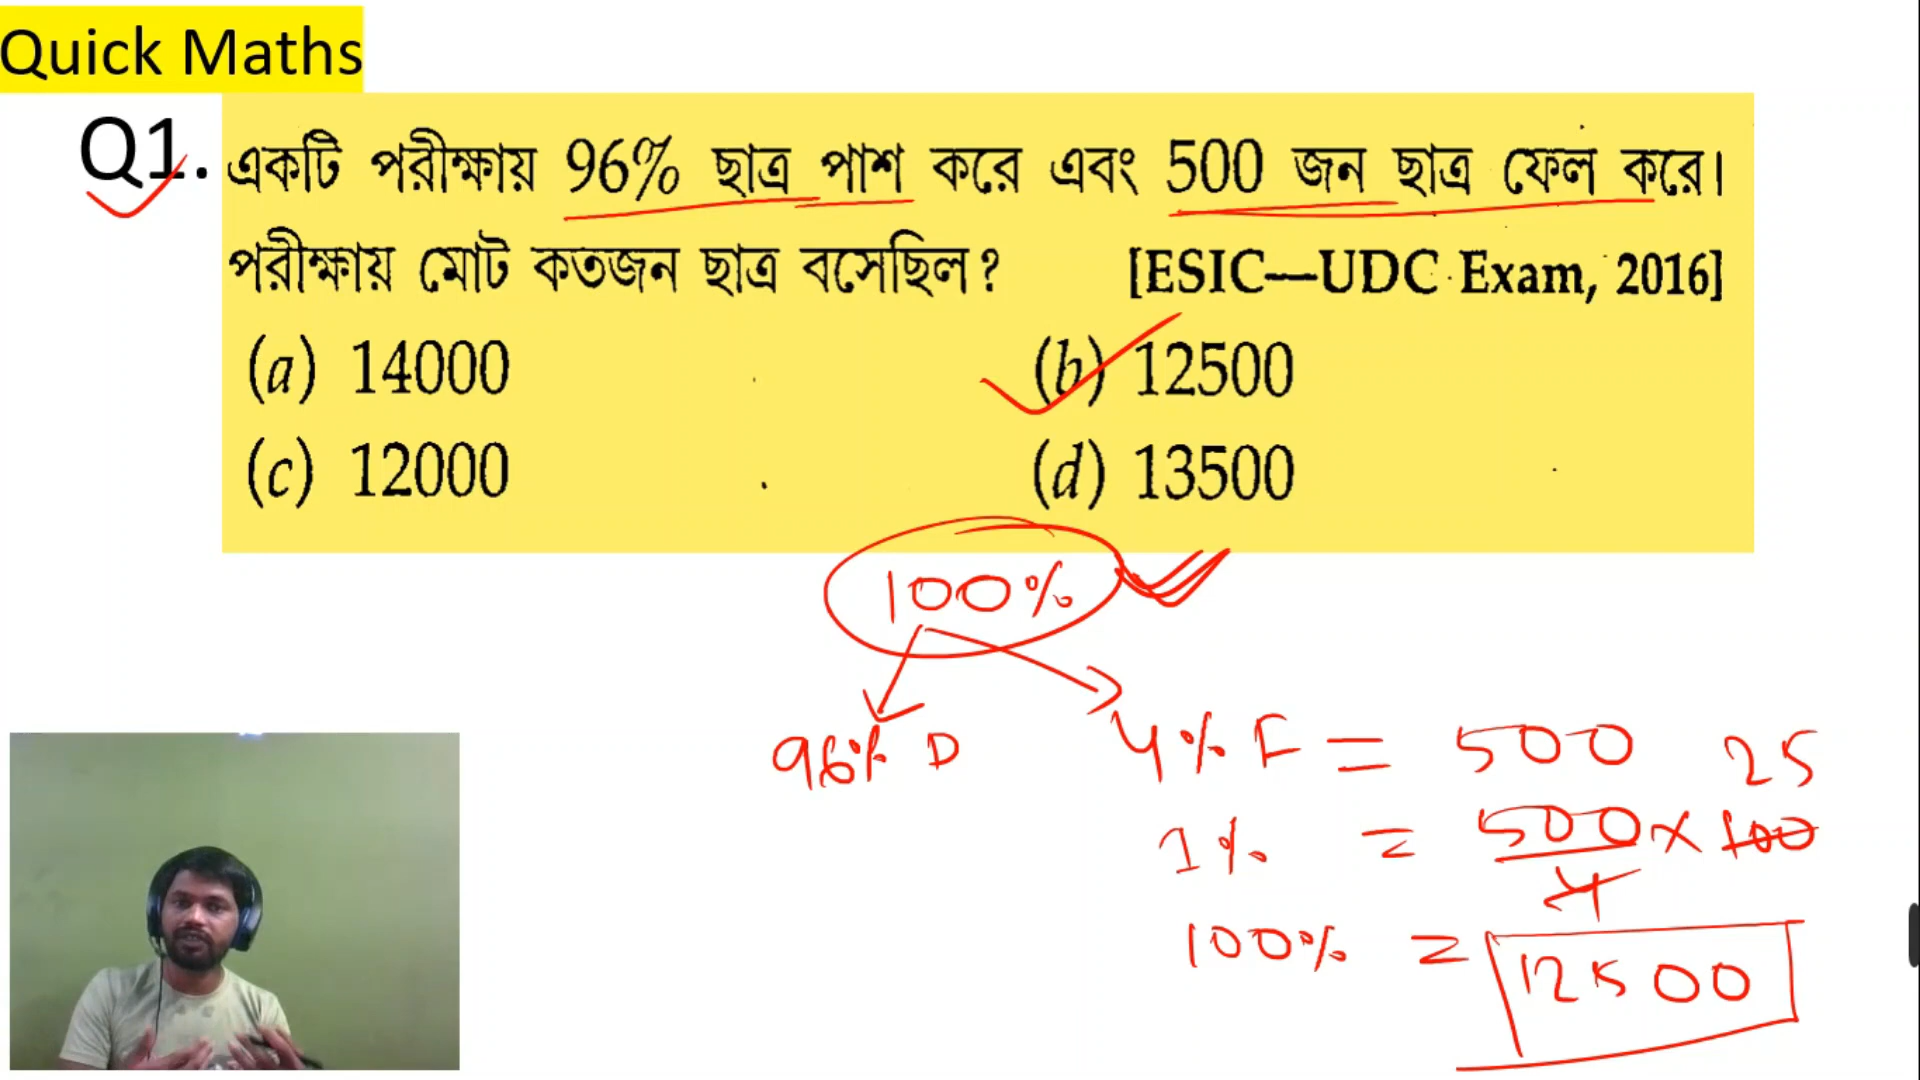 Quick Maths
Q1. একটি পরীক্ষায় 96% ছাত্র পাশ করে এবং 500 জন ছাত্র ফেল করে।
পরীক্ষায় মোট কতজন ছাত্র বসেছিল? [ESIC—UDC Exam, 2016]
(a) 14000 (b) 12500
(c) 12000 (d) 13500
100%
96% P 4% F = 500 25
1% = 500 × 100
4
100% = 12500